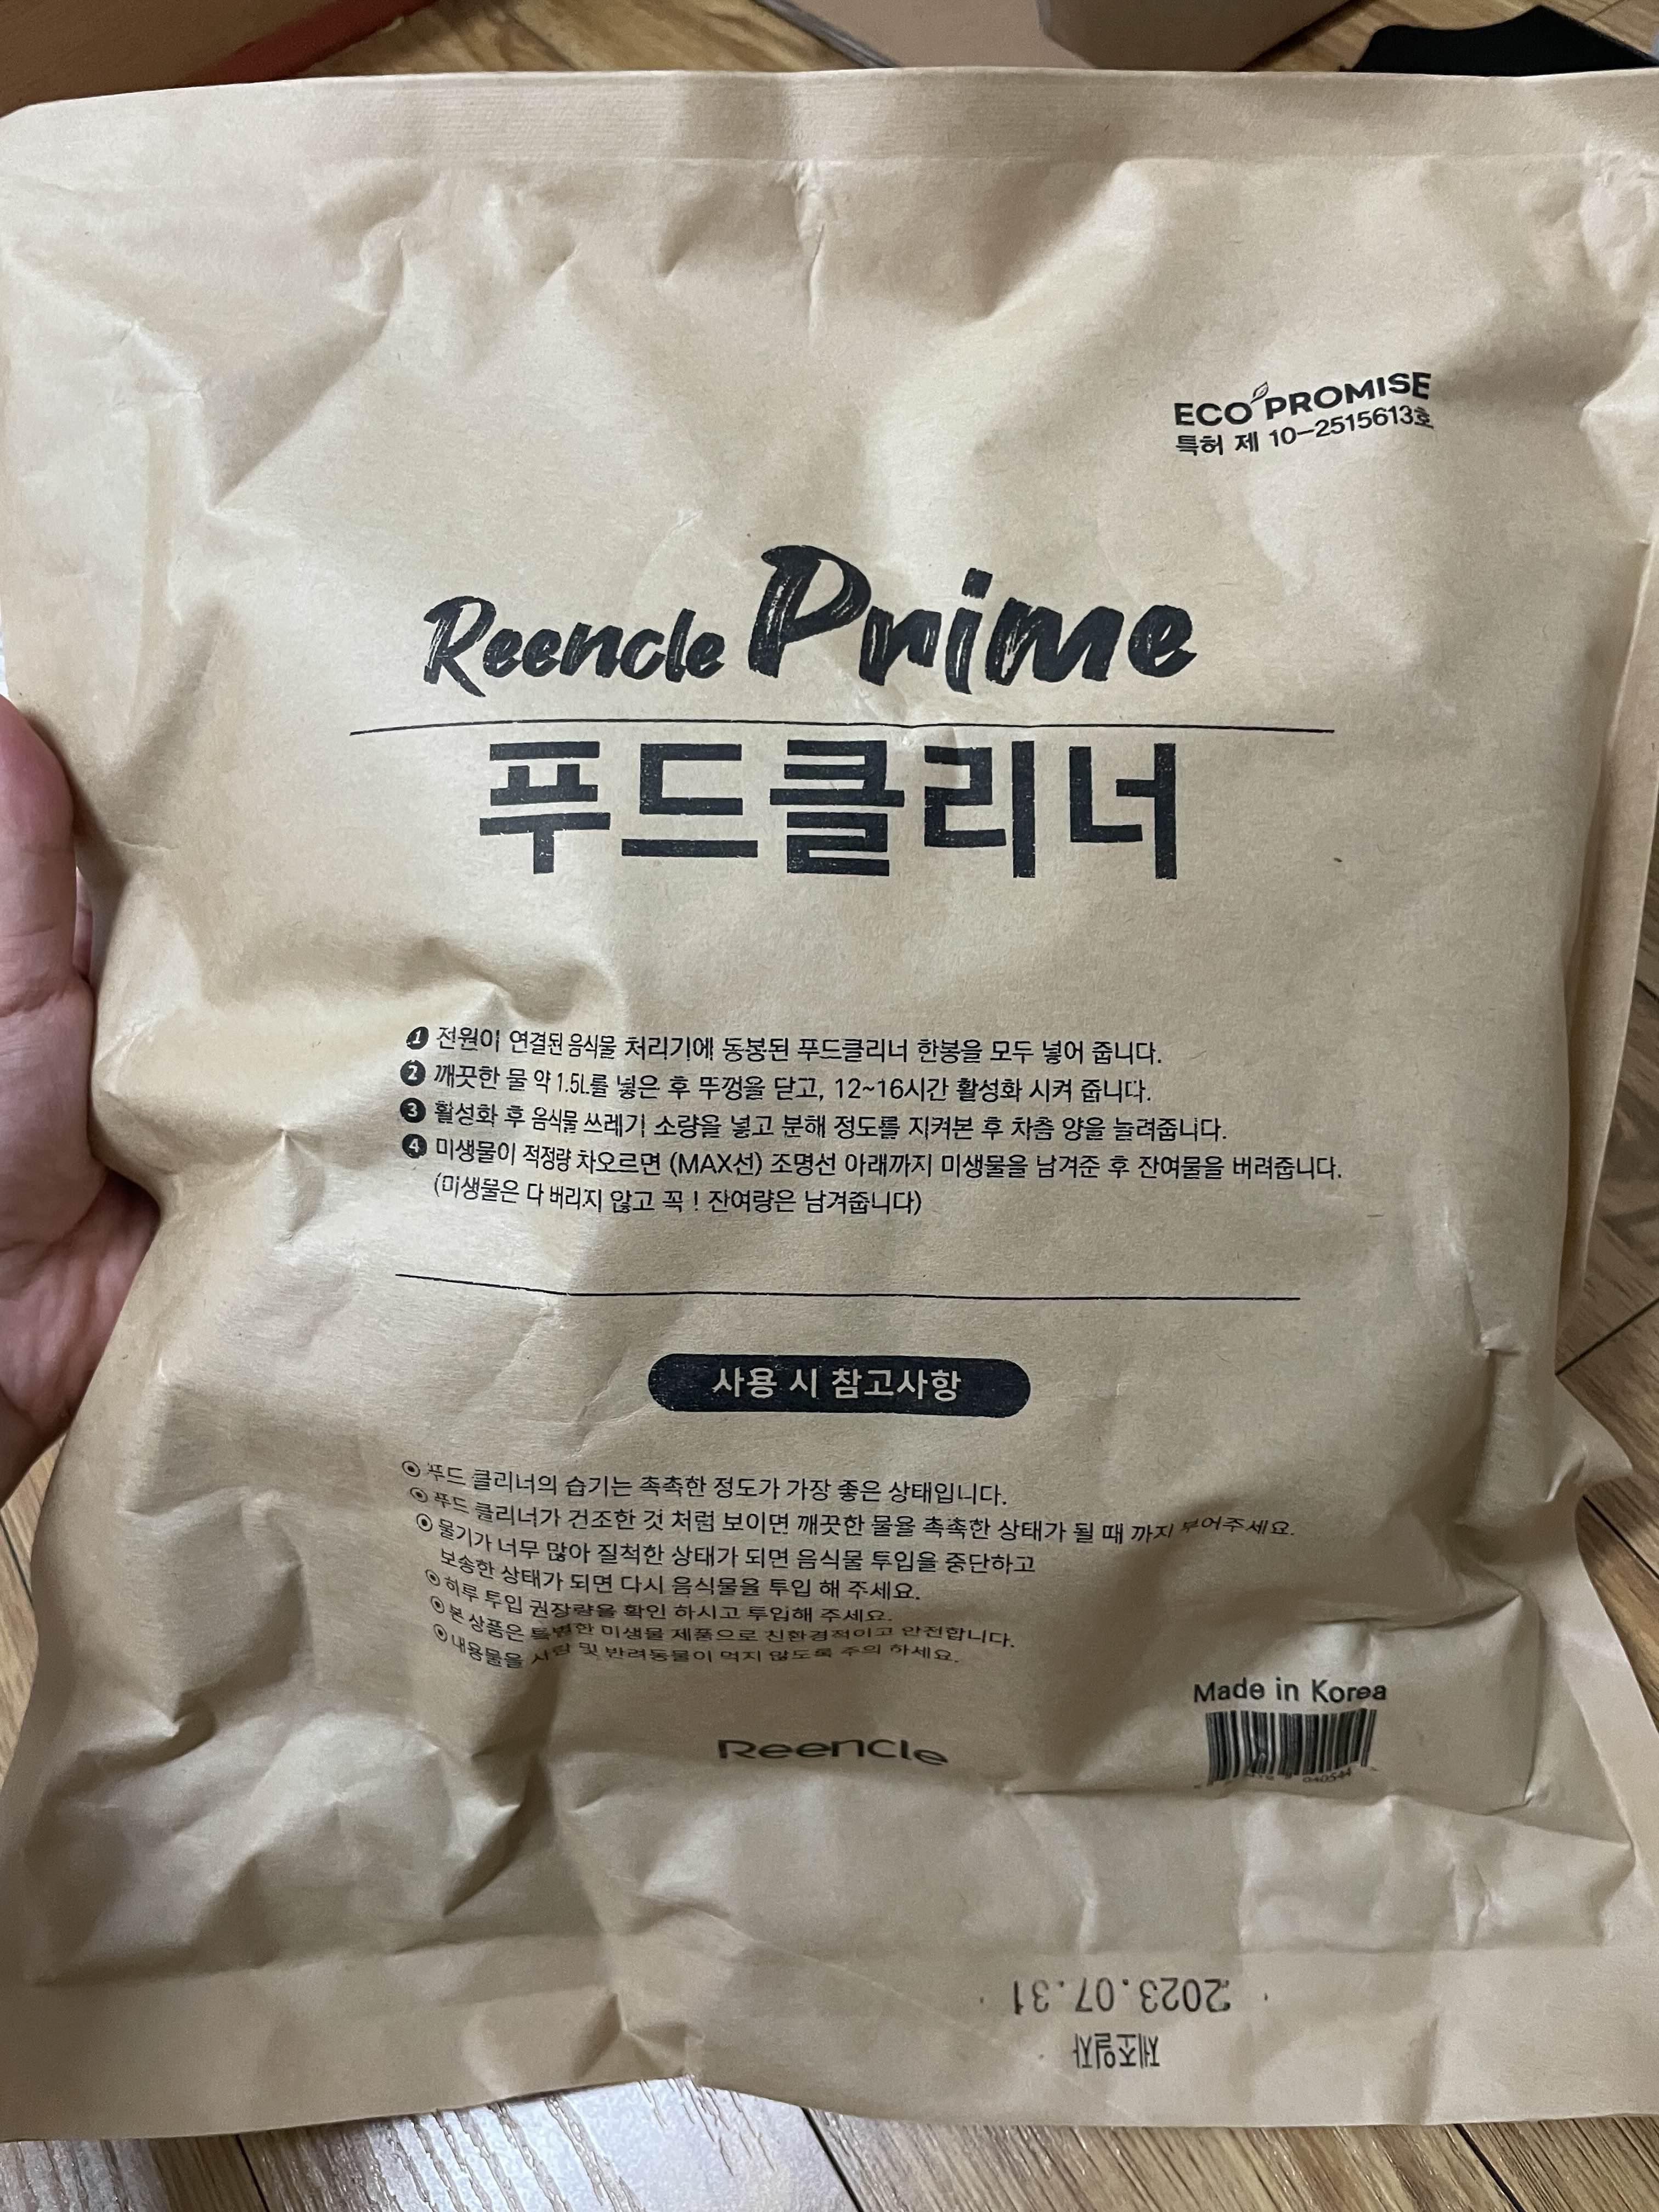 ECO PROMISE
특허 제 10-2515613호
Reencle Prime
푸드클리너
1 전원이 연결된 음식물 처리기에 동봉된 푸드클리너 한봉을 모두 넣어 줍니다.
2 깨끗한 물 약 1.5L를 넣은 후 뚜껑을 닫고, 12~16시간 활성화 시켜 줍니다.
3 활성화 후 음식물 쓰레기 소량을 넣고 분해 정도를 지켜본 후 차츰 양을 늘려줍니다.
4 미생물이 적정량 차오르면 (MAX선) 조명선 아래까지 미생물을 남겨준 후 잔여물을 버려줍니다.
(미생물은 다 버리지 않고 꼭 ! 잔여량은 남겨줍니다)
사용 시 참고사항
푸드 클리너의 습기는 촉촉한 정도가 가장 좋은 상태입니다.
푸드 클리너가 건조한 것 처럼 보이면 깨끗한 물을 촉촉한 상태가 될 때 까지 부어주세요.
물기가 너무 많아 질척한 상태가 되면 음식물 투입을 중단하고
보송한 상태가 되면 다시 음식물을 투입 해 주세요.
하루 투입 권장량을 확인 하시고 투입해 주세요.
본 상품은 특별한 미생물 제품으로 친환경적이고 안전합니다.
내용물을 사람 및 반려동물이 먹지 않도록 주의 하세요.
Made in Korea
Reencle
제조일자
2023.07.31